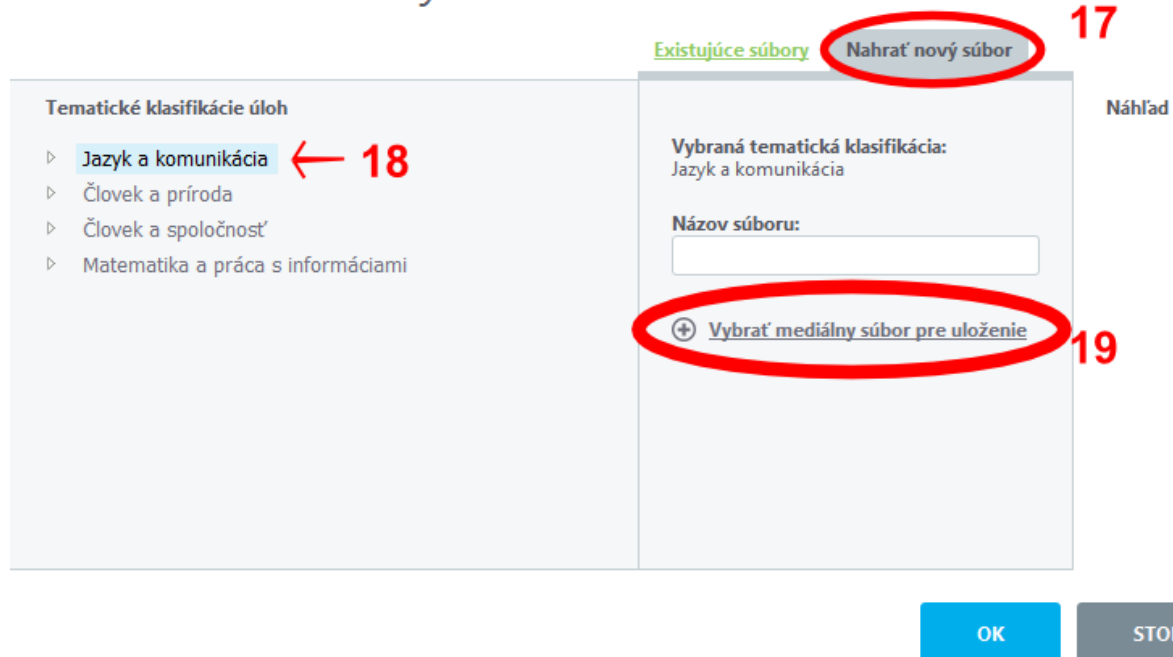 17
Existujúce súbory Nahrať nový súbor
Tematické klasifikácie úloh
Náhľad
Jazyk a komunikácia
18
Človek a príroda
Človek a spoločnosť
Matematika a práca s informáciami
Vybraná tematická klasifikácia:
Jazyk a komunikácia
Názov súboru:
Vybrať mediálny súbor pre uloženie
19
OK